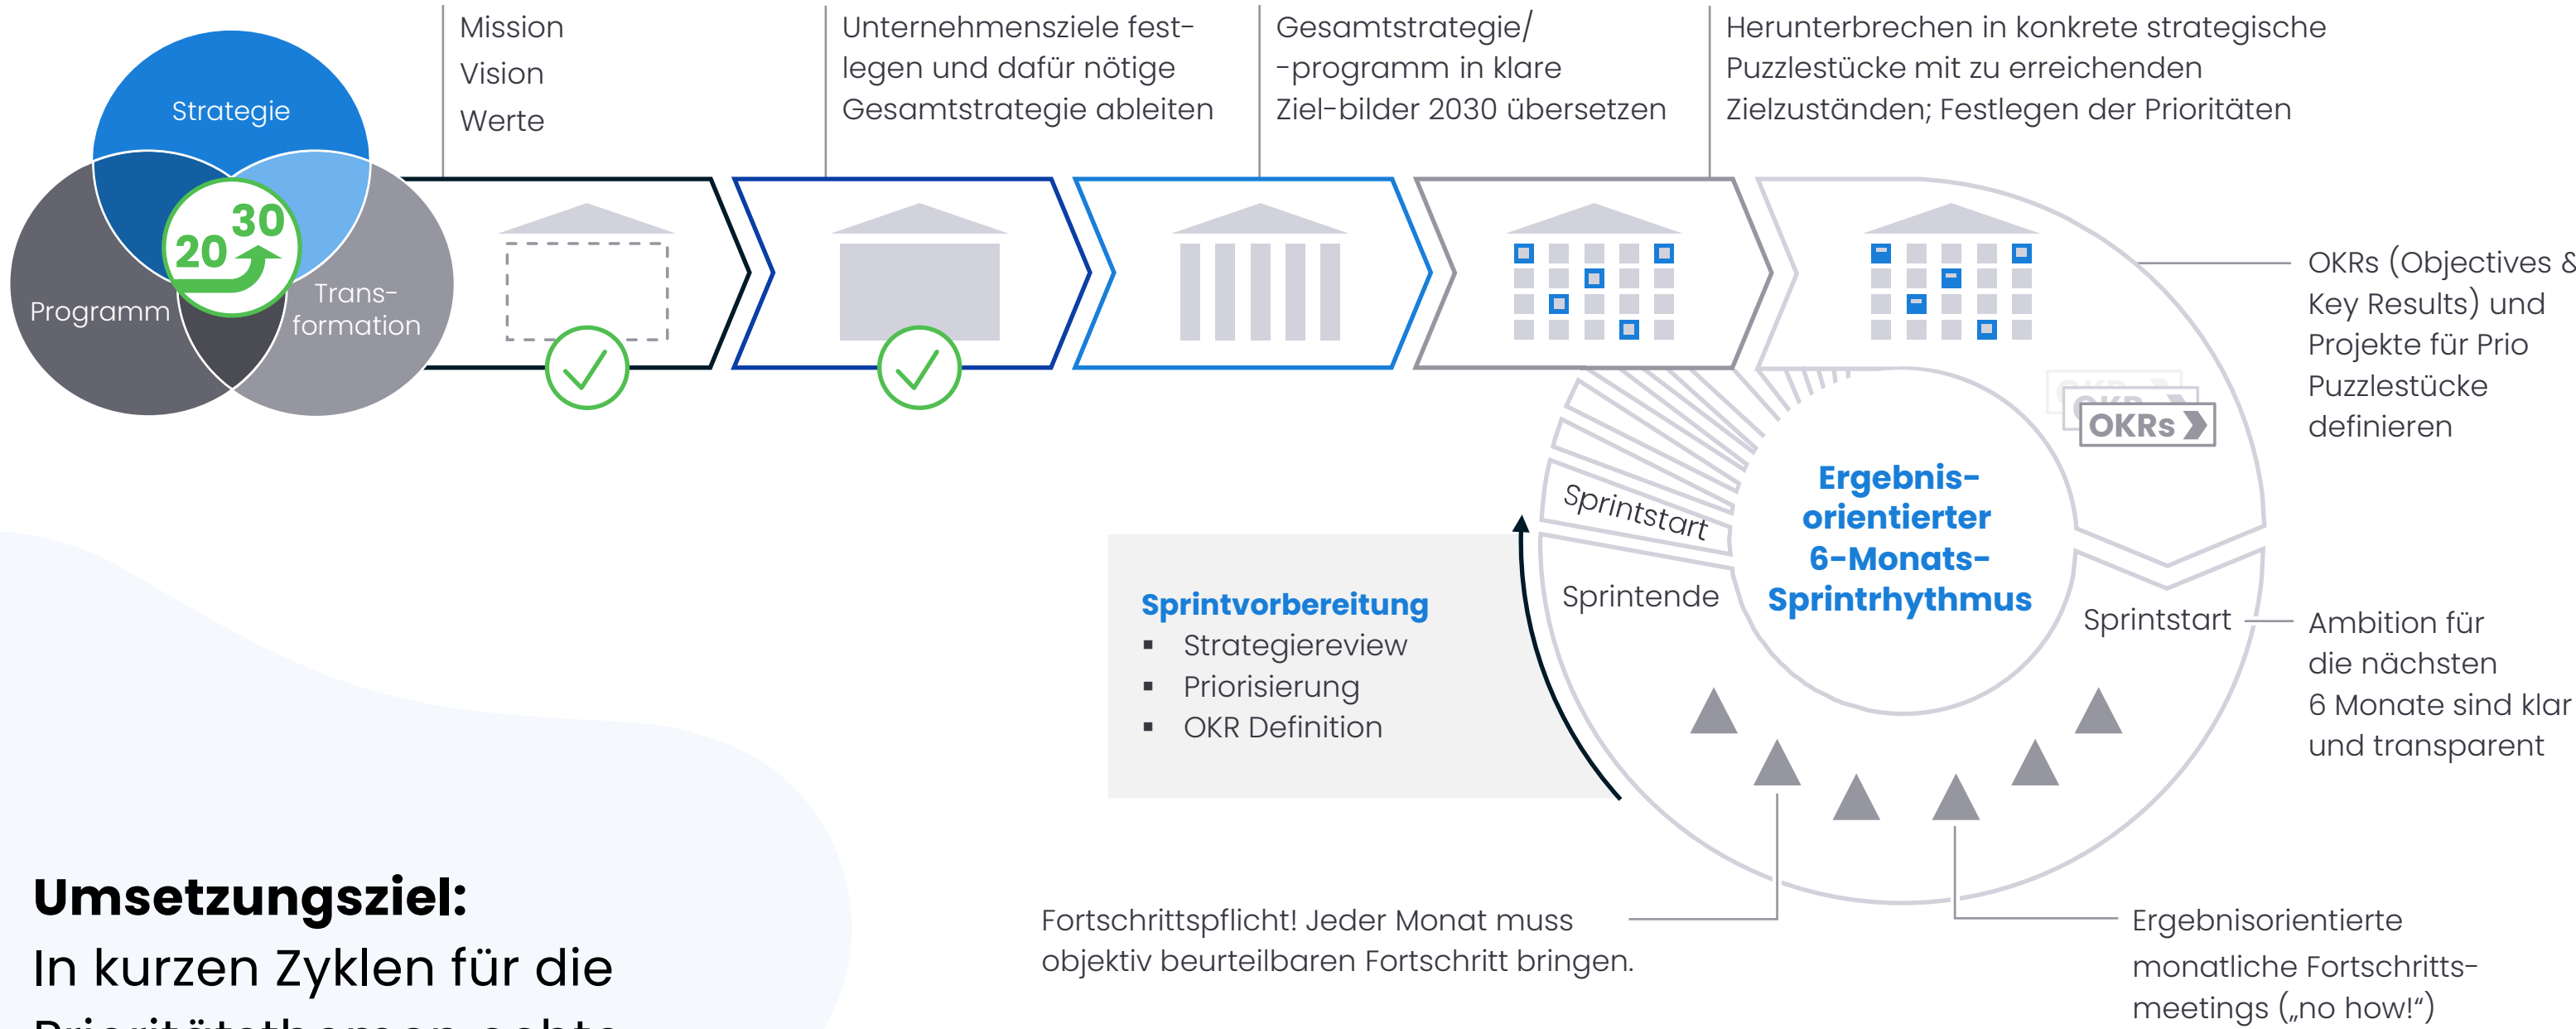 Mission
Vision
Werte
Unternehmensziele fest-
legen und dafür nötige
Gesamtstrategie ableiten
Gesamtstrategie/
-programm in klare
Ziel-bilder 2030 übersetzen
Herunterbrechen in konkrete strategische
Puzzlestücke mit zu erreichenden
Zielzuständen; Festlegen der Prioritäten
Strategie
20 30
Programm
Trans-
formation
OKRs (Objectives &
Key Results) und
Projekte für Prio
Puzzlestücke
definieren
OKRs
Ergebnis-
orientierter
6-Monats-
Sprintrhythmus
Sprintstart
Sprintende
Sprintstart
Ambition für
die nächsten
6 Monate sind klar
und transparent
Sprintvorbereitung
▪ Strategiereview
▪ Priorisierung
▪ OKR Definition
Fortschrittspflicht! Jeder Monat muss
objektiv beurteilbaren Fortschritt bringen.
Ergebnisorientierte
monatliche Fortschritts-
meetings („no how!“)
Umsetzungsziel:
In kurzen Zyklen für die